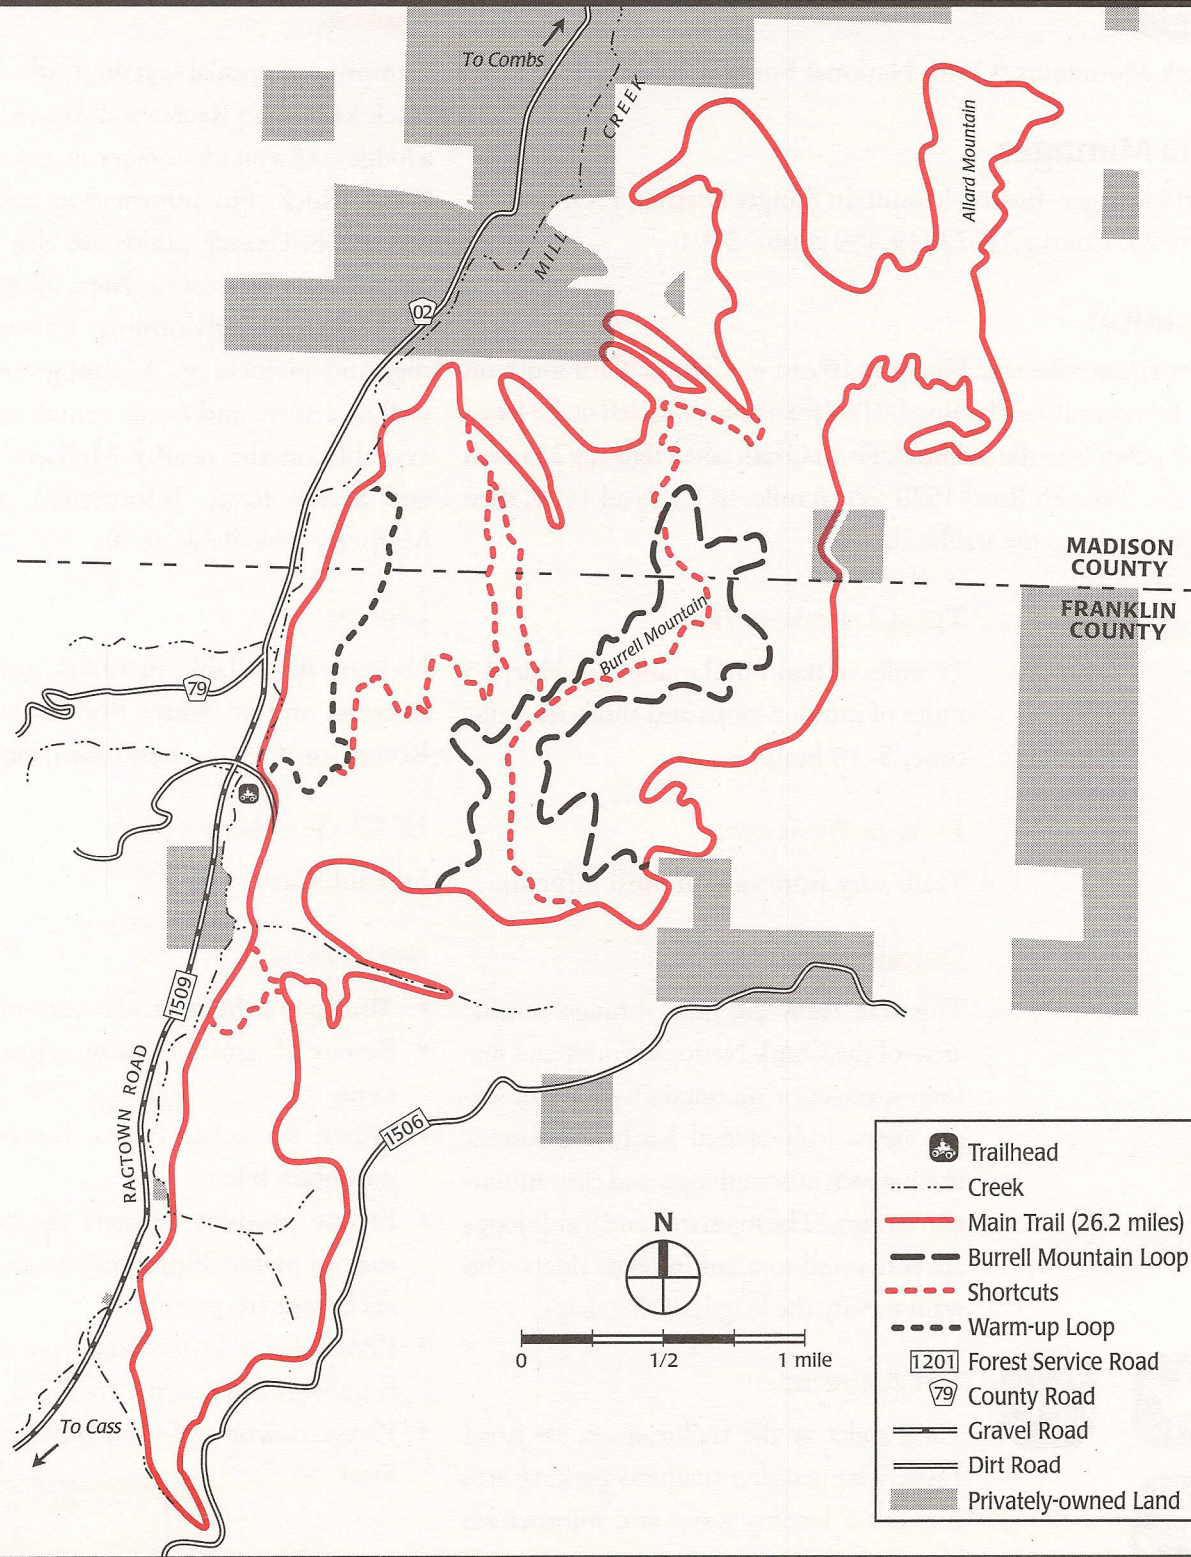 To Combs
MILL CREEK
Allard Mountain
02
MADISON
COUNTY
FRANKLIN
COUNTY
Burrell Mountain
79
1509
RAGTOWN ROAD
1506
To Cass
N
0 1/2 1 mile
Trailhead
Creek
Main Trail (26.2 miles)
Burrell Mountain Loop
Shortcuts
Warm-up Loop
1201 Forest Service Road
79 County Road
Gravel Road
Dirt Road
Privately-owned Land